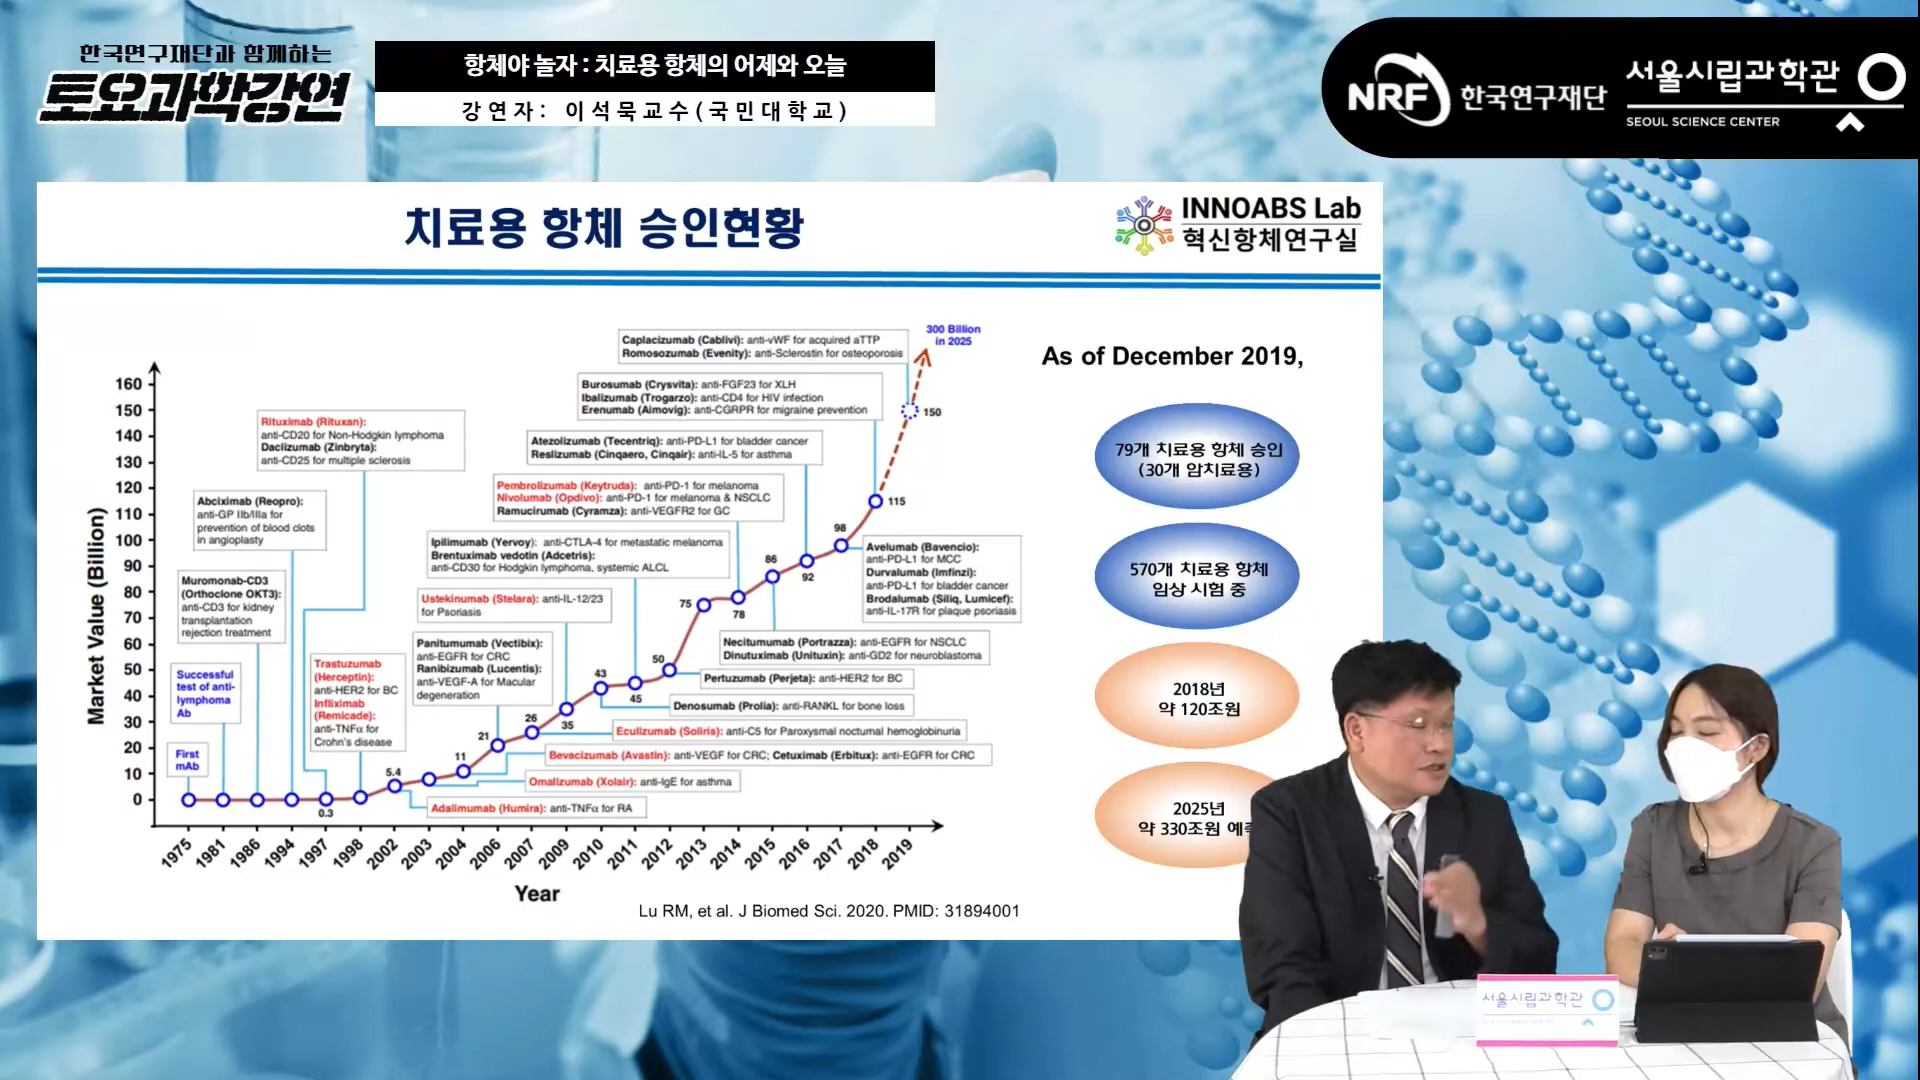 한국연구재단과 함께하는
토요과학강연
항체야 놀자 : 치료용 항체의 어제와 오늘
강연자: 이석묵교수(국민대학교)
NRF 한국연구재단
서울시립과학관
SEOUL SCIENCE CENTER
치료용 항체 승인현황
INNOABS Lab
혁신항체연구실
Market Value (Billion)
160
150
140
130
120
110
100
90
80
70
60
50
40
30
20
10
0
First
mAb
Successful
test of anti-
lymphoma
Ab
Muromonab-CD3
(Orthoclone OKT3):
anti-CD3 for kidney
transplantation
rejection treatment
Abciximab (Reopro):
anti-GP IIb/IIIa for
prevention of blood clots
in angioplasty
Rituximab (Rituxan):
anti-CD20 for Non-Hodgkin lymphoma
Daclizumab (Zinbryta):
anti-CD25 for multiple sclerosis
Trastuzumab
(Herceptin):
anti-HER2 for BC
Infliximab
(Remicade):
anti-TNFα for
Crohn's disease
Adalimumab (Humira): anti-TNFα for RA
Omalizumab (Xolair): anti-IgE for asthma
Bevacizumab (Avastin): anti-VEGF for CRC; Cetuximab (Erbitux): anti-EGFR for CRC
Eculizumab (Soliris): anti-C5 for Paroxysmal nocturnal hemoglobinuria
Panitumumab (Vectibix):
anti-EGFR for CRC
Ranibizumab (Lucentis):
anti-VEGF-A for Macular
degeneration
Ustekinumab (Stelara): anti-IL-12/23
for Psoriasis
Denosumab (Prolia): anti-RANKL for bone loss
Ipilimumab (Yervoy): anti-CTLA-4 for metastatic melanoma
Brentuximab vedotin (Adcetris):
anti-CD30 for Hodgkin lymphoma, systemic ALCL
Pertuzumab (Perjeta): anti-HER2 for BC
Pembrolizumab (Keytruda): anti-PD-1 for melanoma
Nivolumab (Opdivo): anti-PD-1 for melanoma & NSCLC
Ramucirumab (Cyramza): anti-VEGFR2 for GC
Necitumumab (Portrazza): anti-EGFR for NSCLC
Dinutuximab (Unituxin): anti-GD2 for neuroblastoma
Atezolizumab (Tecentriq): anti-PD-L1 for bladder cancer
Reslizumab (Cinqaero, Cinqair): anti-IL-5 for asthma
Avelumab (Bavencio):
anti-PD-L1 for MCC
Durvalumab (Imfinzi):
anti-PD-L1 for bladder cancer
Brodalumab (Siliq, Lumicef):
anti-IL-17R for plaque psoriasis
Burosumab (Crysvita): anti-FGF23 for XLH
Ibalizumab (Trogarzo): anti-CD4 for HIV infection
Erenumab (Aimovig): anti-CGRPR for migraine prevention
Caplacizumab (Cablivi): anti-vWF for acquired aTTP
Romosozumab (Evenity): anti-Sclerostin for osteoporosis
300 Billion
in 2025
0.3
5.4
11
21
26
35
43
45
50
75
78
86
92
98
115
150
1975
1981
1986
1994
1997
1998
2002
2003
2004
2006
2007
2009
2010
2011
2012
2013
2014
2015
2016
2017
2018
2019
Year
Lu RM, et al. J Biomed Sci. 2020. PMID: 31894001
As of December 2019,
79개 치료용 항체 승인
(30개 암치료용)
570개 치료용 항체
임상 시험 중
2018년
약 120조원
2025년
약 330조원
서울시립과학관